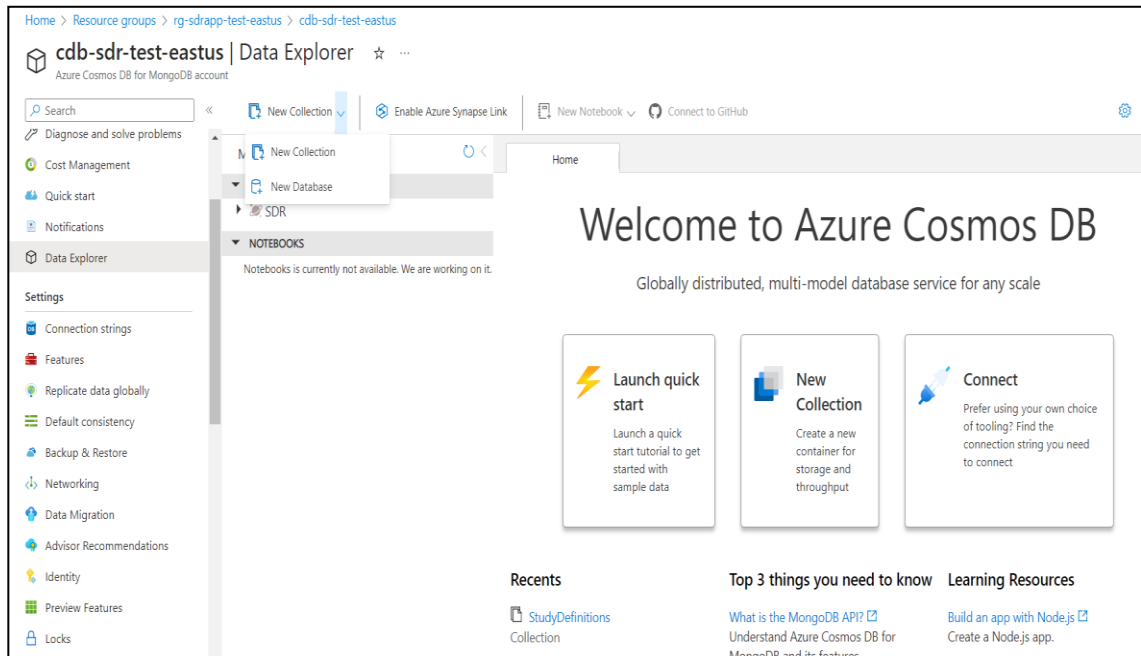 Home > Resource groups > rg-sdrapp-test-eastus > cdb-sdr-test-eastus
cdb-sdr-test-eastus | Data Explorer
Azure Cosmos DB for MongoDB account
Search
Diagnose and solve problems
Cost Management
Quick start
Notifications
Data Explorer
Settings
Connection strings
Features
Replicate data globally
Default consistency
Backup & Restore
Networking
Data Migration
Advisor Recommendations
Identity
Preview Features
Locks
New Collection
Enable Azure Synapse Link
New Notebook
Connect to GitHub
New Collection
New Database
SDR
NOTEBOOKS
Notebooks is currently not available. We are working on it.
Home
Welcome to Azure Cosmos DB
Globally distributed, multi-model database service for any scale
Launch quick
start
Launch a quick
start tutorial to get
started with
sample data
New
Collection
Create a new
container for
storage and
throughput
Connect
Prefer using your own choice
of tooling? Find the
connection string you need
to connect
Recents
StudyDefinitions
Collection
Top 3 things you need to know
What is the MongoDB API?
Understand Azure Cosmos DB for
MongoDB and its features
Learning Resources
Build an app with Node.js
Create a Node.js app.